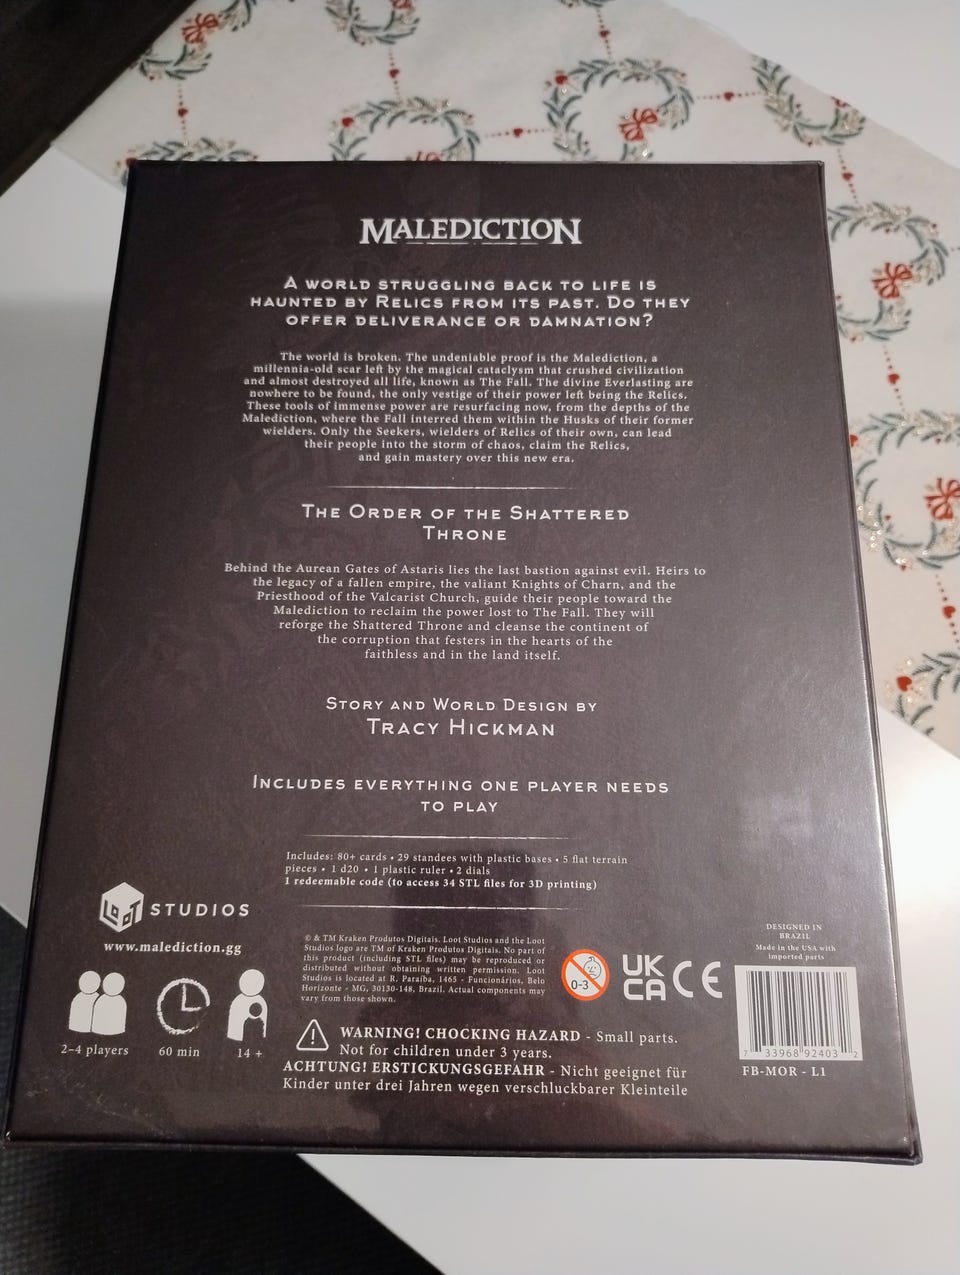 MALEDICTION
A WORLD STRUGGLING BACK TO LIFE IS
HAUNTED BY RELICS FROM ITS PAST. DO THEY
OFFER DELIVERANCE OR DAMNATION?
The world is broken. The undeniable proof is the Malediction, a
millennia-old scar left by the magical cataclysm that crushed civilization
and almost destroyed all life, known as The Fall. The divine Everlasting are
nowhere to be found, the only vestige of their power left being the Relics.
These tools of immense power are resurfacing now, from the depths of the
Malediction, where the Fall interred them within the Husks of their former
wielders. Only the Seekers, wielders of Relics of their own, can lead
their people into the storm of chaos, claim the Relics,
and gain mastery over this new era.
THE ORDER OF THE SHATTERED
THRONE
Behind the Aurean Gates of Astaris lies the last bastion against evil. Heirs to
the legacy of a fallen empire, the valiant Knights of Charn, and the
Priesthood of the Valcarist Church, guide their people toward the
Malediction to reclaim the power lost to The Fall. They will
reforge the Shattered Throne and cleanse the continent of
the corruption that festers in the hearts of the
faithless and in the land itself.
STORY AND WORLD DESIGN BY
TRACY HICKMAN
INCLUDES EVERYTHING ONE PLAYER NEEDS
TO PLAY
Includes: 80+ cards • 29 standees with plastic bases • 5 flat terrain
pieces • 1 d20 • 1 plastic ruler • 2 dials
1 redeemable code (to access 34 STL files for 3D printing)
LOOT STUDIOS
www.malediction.gg
2-4 players
60 min
14 +
© & TM Kraken Produtos Digitais. Loot Studios and the Loot
Studios logo are TM of Kraken Produtos Digitais. No part of
this product (including STL files) may be reproduced or
distributed without obtaining written permission. Loot
Studios is located at R. Paraíba, 1465 - Funcionários, Belo
Horizonte - MG, 30130-148, Brazil. Actual components may
vary from those shown.
0-3
UK
CA
CE
DESIGNED IN
BRAZIL
Made in the USA with
imported parts
7 33968 92403 2
FB-MOR - L1
WARNING! CHOCKING HAZARD - Small parts.
Not for children under 3 years.
ACHTUNG! ERSTICKUNGSGEFAHR - Nicht geeignet für
Kinder unter drei Jahren wegen verschluckbarer Kleinteile